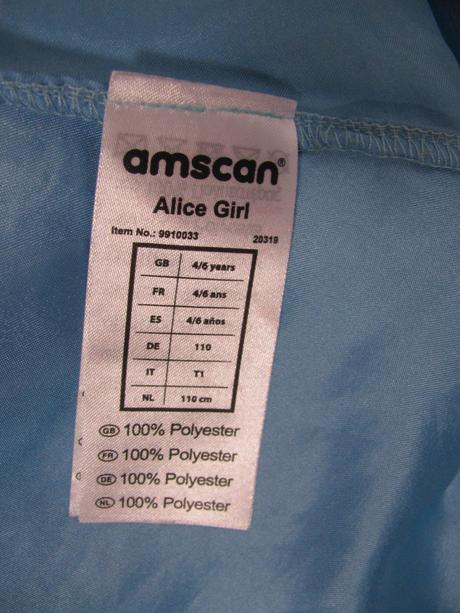 amscan®
Alice Girl
Item No.: 9910033 20319
GB 4/6 years
FR 4/6 ans
ES 4/6 años
DE 110
IT T1
NL 110 cm
GB 100% Polyester
FR 100% Polyester
DE 100% Polyester
NL 100% Polyester